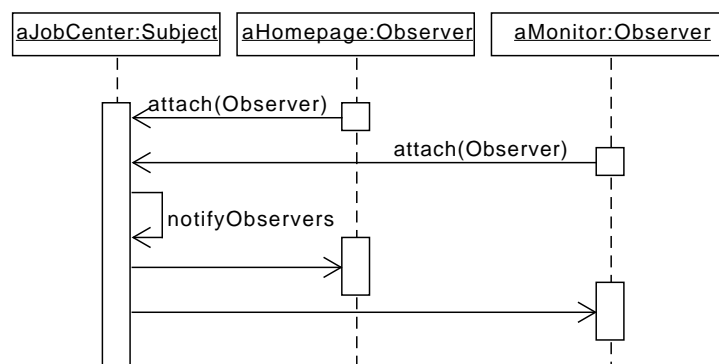 aJobCenter:Subject
aHomepage:Observer
aMonitor:Observer
attach(Observer)
attach(Observer)
notifyObservers